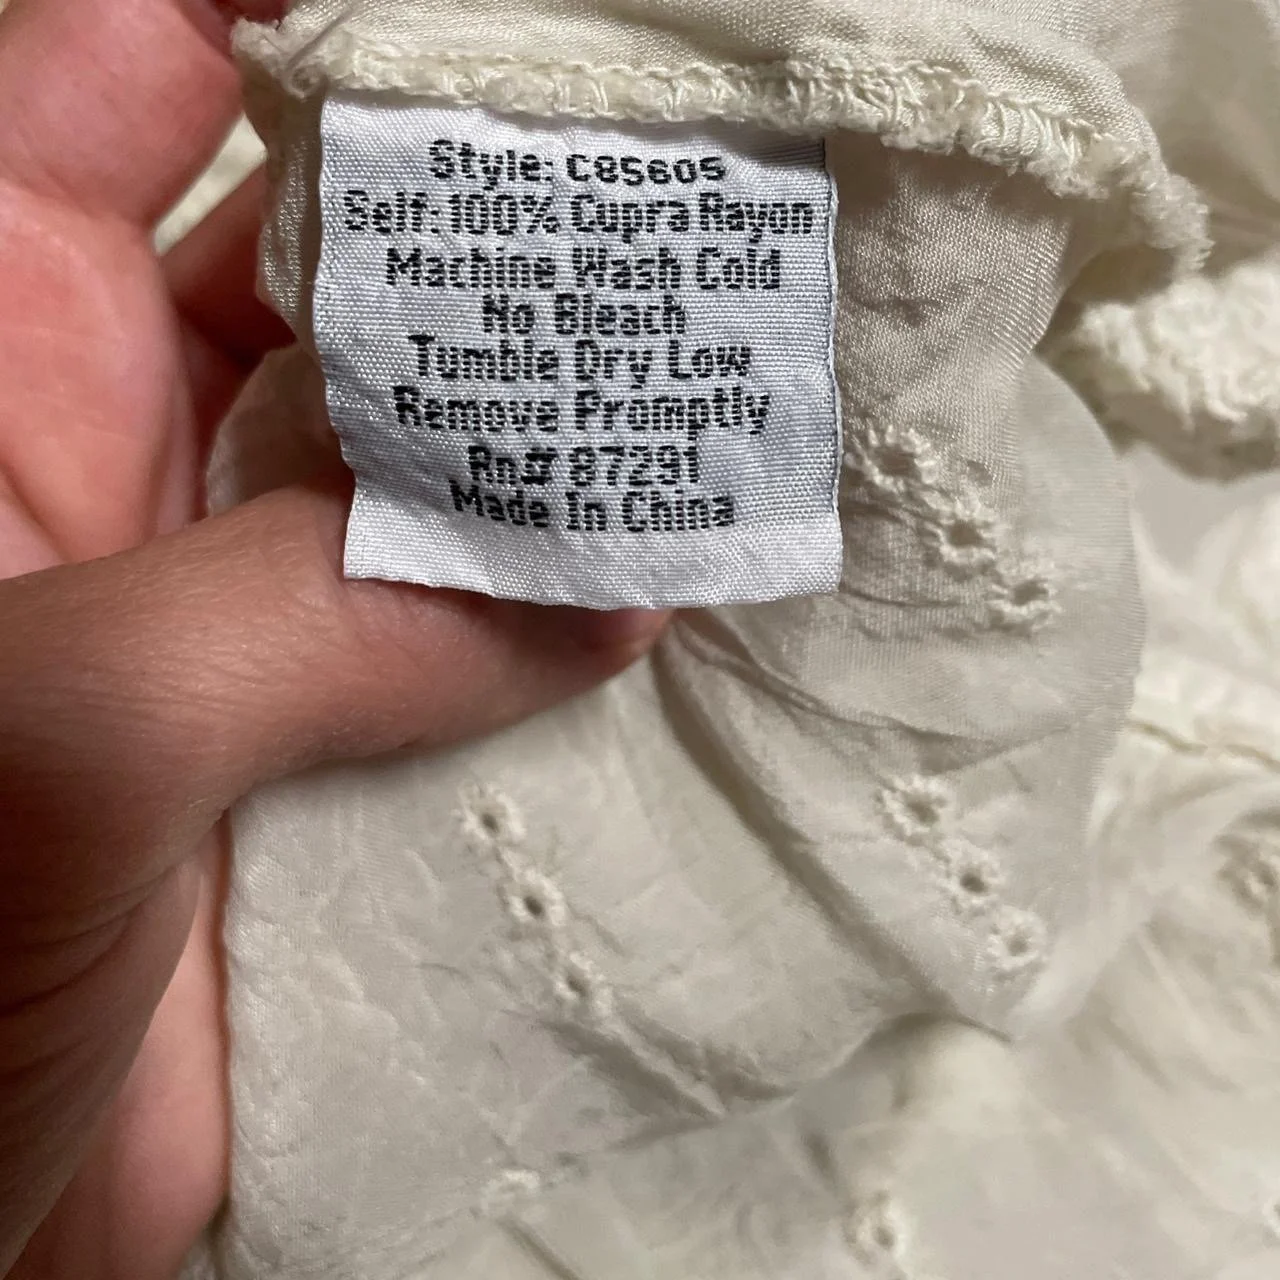 Style: C85605
Self: 100% Cupra Rayon
Machine Wash Cold
No Bleach
Tumble Dry Low
Remove Promptly
Rn# 87291
Made In China